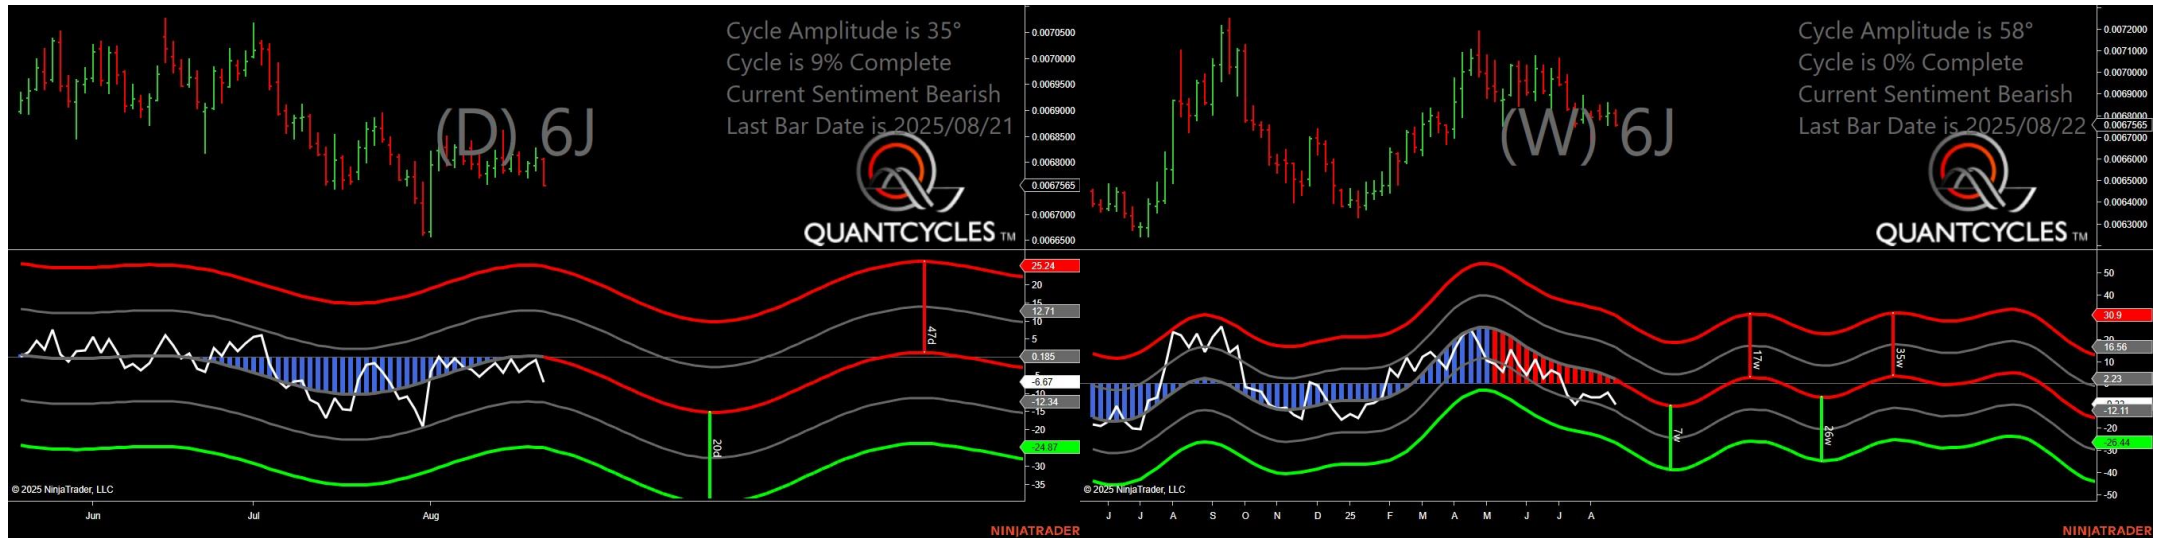 Cycle Amplitude is 35°
Cycle is 9% Complete
Current Sentiment Bearish
Last Bar Date is 2025/08/21
(D) 6J
QUANTCYCLES TM
0.0070500
0.0070000
0.0069500
0.0069000
0.0068500
0.0068000
0.0067565
0.0067000
0.0066500
25.24
20
15
12.71
10
5
0.185
-6.67
-10
-12.34
-15
-20
-24.87
-30
-35
47d
20d
© 2025 NinjaTrader, LLC
Jun Jul Aug
NINJATRADER
Cycle Amplitude is 58°
Cycle is 0% Complete
Current Sentiment Bearish
Last Bar Date is 2025/08/22
(W) 6J
QUANTCYCLES TM
0.0072000
0.0071000
0.0070000
0.0069000
0.0068000
0.0067565
0.0067000
0.0066000
0.0065000
0.0064000
0.0063000
50
40
30.9
16.56
10
2.23
-12.11
-20
-26.44
-30
-40
-50
17w
35w
7w
26w
© 2025 NinjaTrader, LLC
J J A S O N D 25 F M A M J J A
NINJATRADER